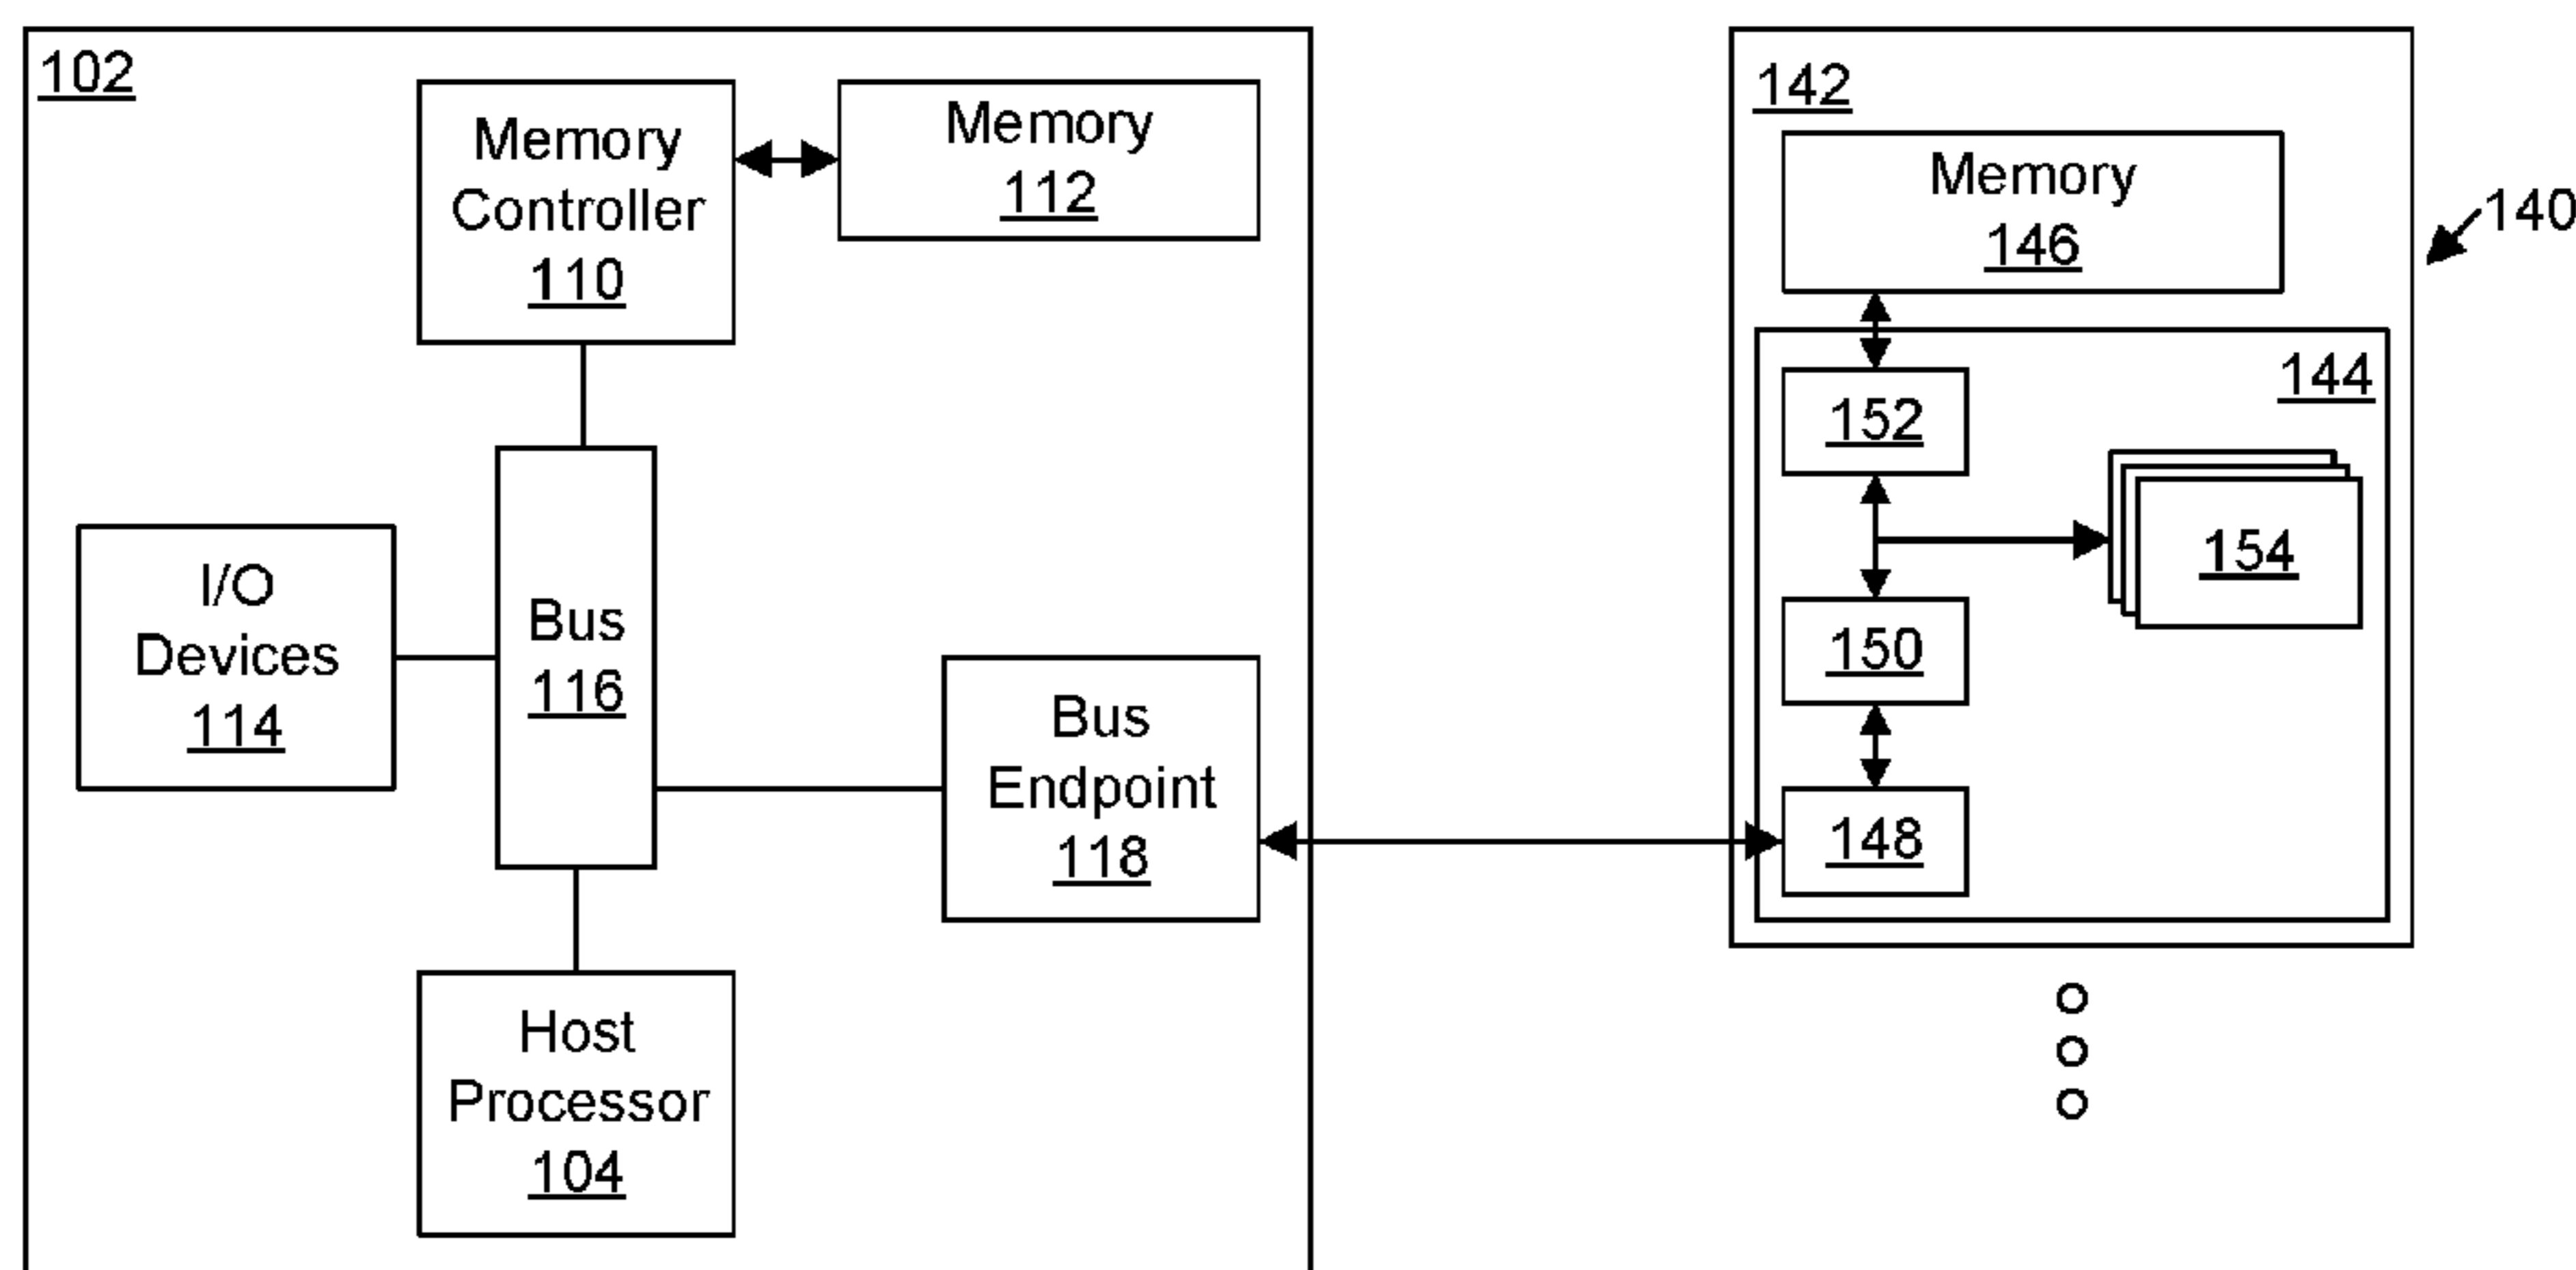 102
Memory
Controller
110
Memory
112
I/O
Devices
114
Bus
116
Bus
Endpoint
118
Host
Processor
104
142
Memory
146
140
144
152
154
150
148